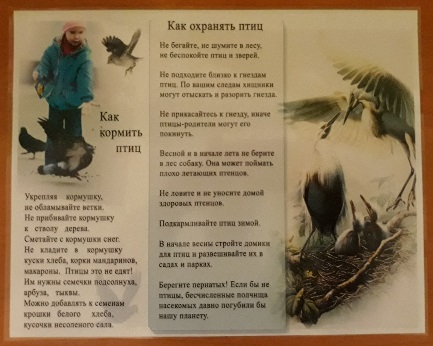 Как
кормить
птиц
Укрепляя кормушку,
не обламывайте ветки.
Не прибивайте кормушку
к стволу дерева.
Сметайте с кормушки снег.
Не кладите в кормушку
куски хлеба, корки мандаринов,
макароны. Птицы это не едят!
Им нужны семечки подсолнуха,
арбуза, тыквы.
Можно добавлять к семенам
крошки белого хлеба,
кусочки несоленого сала.
Как охранять птиц
Не бегайте, не шумите в лесу,
не беспокойте птиц и зверей.
Не подходите близко к гнездам
птиц. По вашим следам хищники
могут отыскать и разорить гнезда.
Не прикасайтесь к гнезду, иначе
птицы-родители могут его
покинуть.
Весной и в начале лета не берите
в лес собаку. Она может поймать
плохо летающих птенцов.
Не ловите и не уносите домой
здоровых птенцов.
Подкармливайте птиц зимой.
В начале весны стройте домики
для птиц и развешивайте их в
садах и парках.
Берегите пернатых! Если бы не
птицы, бесчисленные полчища
насекомых давно погубили бы
нашу планету.